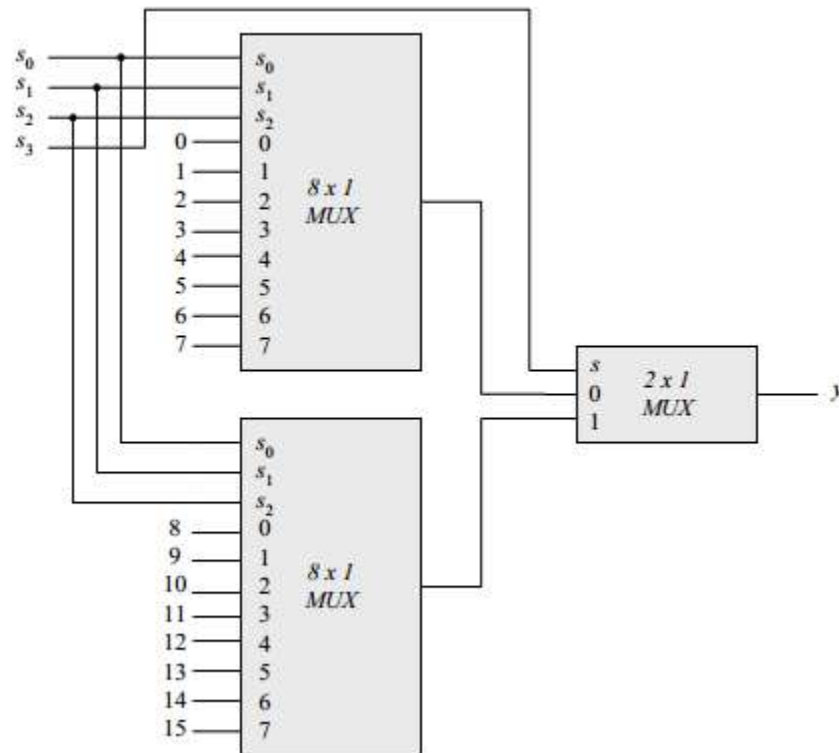 s0 s0
s1 s1
s2 s2
s3
0 0
1 1
2 2
3 3
4 4
5 5
6 6
7 7
8 x 1
MUX
s
0
1
2 x 1
MUX
y
s0
s1
s2
8 0
9 1
10 2
11 3
12 4
13 5
14 6
15 7
8 x 1
MUX